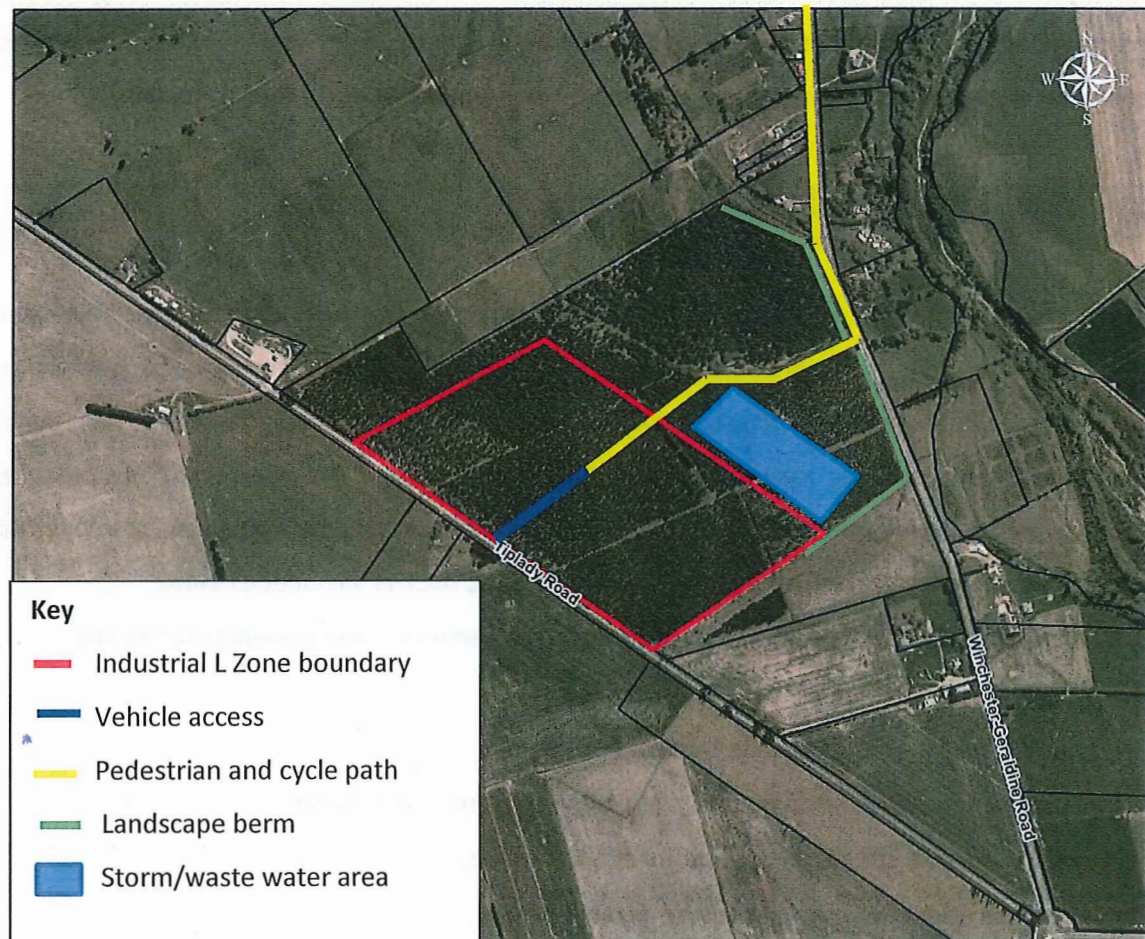 N
W E
S
Tiplady Road
Winchester-Geraldine Road
Key
Industrial L Zone boundary
Vehicle access
Pedestrian and cycle path
Landscape berm
Storm/waste water area